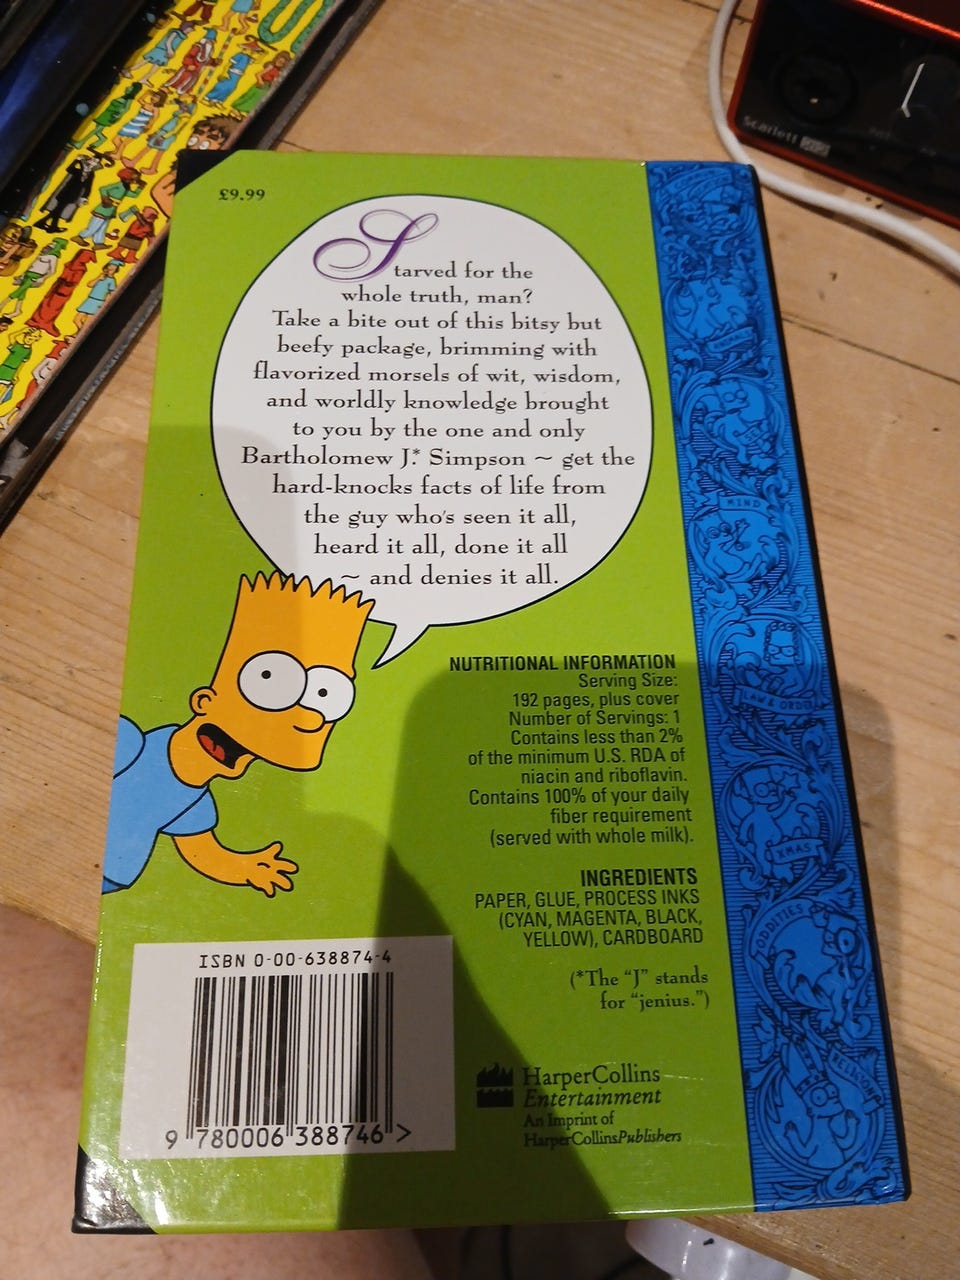 £9.99
Starved for the
whole truth, man?
Take a bite out of this bitsy but
beefy package, brimming with
flavorized morsels of wit, wisdom,
and worldly knowledge brought
to you by the one and only
Bartholomew J.* Simpson ~ get the
hard-knocks facts of life from
the guy who's seen it all,
heard it all, done it all
~ and denies it all.
NUTRITIONAL INFORMATION
Serving Size:
192 pages, plus cover
Number of Servings: 1
Contains less than 2%
of the minimum U.S. RDA of
niacin and riboflavin.
Contains 100% of your daily
fiber requirement
(served with whole milk).
INGREDIENTS
PAPER, GLUE, PROCESS INKS
(CYAN, MAGENTA, BLACK,
YELLOW), CARDBOARD
(*The "J" stands
for "jenius.")
ISBN 0-00-638874-4
9 780006 388746 >
HarperCollins
Entertainment
An Imprint of
HarperCollinsPublishers
MIND
LAW & ORDER
XMAS
ODDITIES
RELIGION
Scarlett